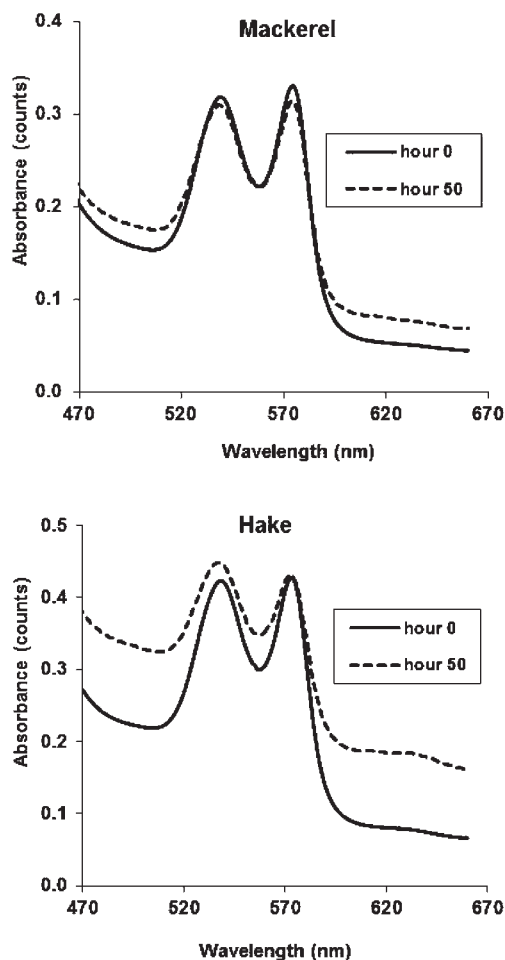 Mackerel
0.4
0.3
0.2
0.1
0.0
Absorbance (counts)
hour 0
hour 50
470 520 570 620 670
Wavelength (nm)
Hake
0.5
0.4
0.3
0.2
0.1
0.0
Absorbance (counts)
hour 0
hour 50
470 520 570 620 670
Wavelength (nm)